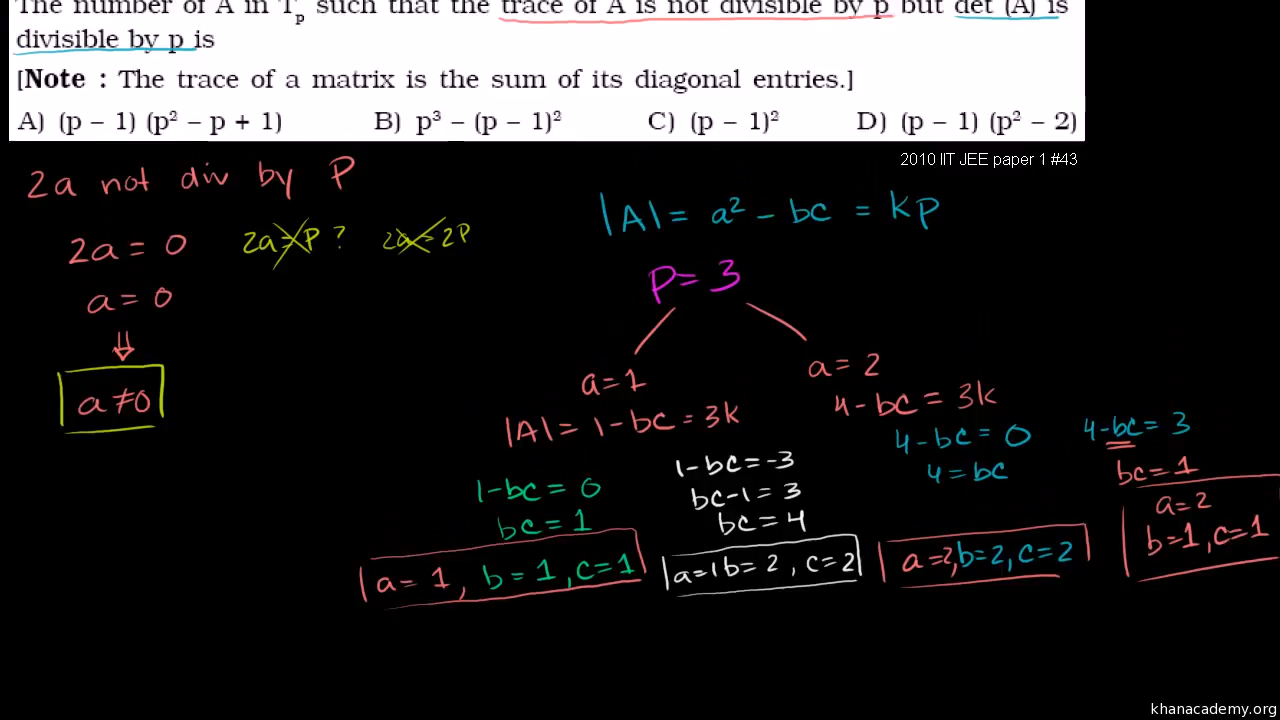 The number of A in Tₚ such that the trace of A is not divisible by p but det (A) is
divisible by p is
[Note : The trace of a matrix is the sum of its diagonal entries.]
A) (p – 1) (p² – p + 1) B) p³ – (p – 1)² C) (p – 1)² D) (p – 1) (p² – 2)
2010 IIT JEE paper 1 #43
2a not div by P
2a = 0 2a=P ? 2a=2P
a = 0
⇓
a ≠ 0
|A| = a² - bc = kp
P = 3
a = 1
|A| = 1 - bc = 3k
1-bc = 0
bc = 1
a = 1, b = 1, c = 1
1-bc = -3
bc-1 = 3
bc = 4
a=1 b = 2, c = 2
a = 2
4 - bc = 3k
4 - bc = 0
4 = bc
a=2, b=2, c=2
4-bc = 3
bc = 1
a=2
b=1, c=1
khanacademy.org